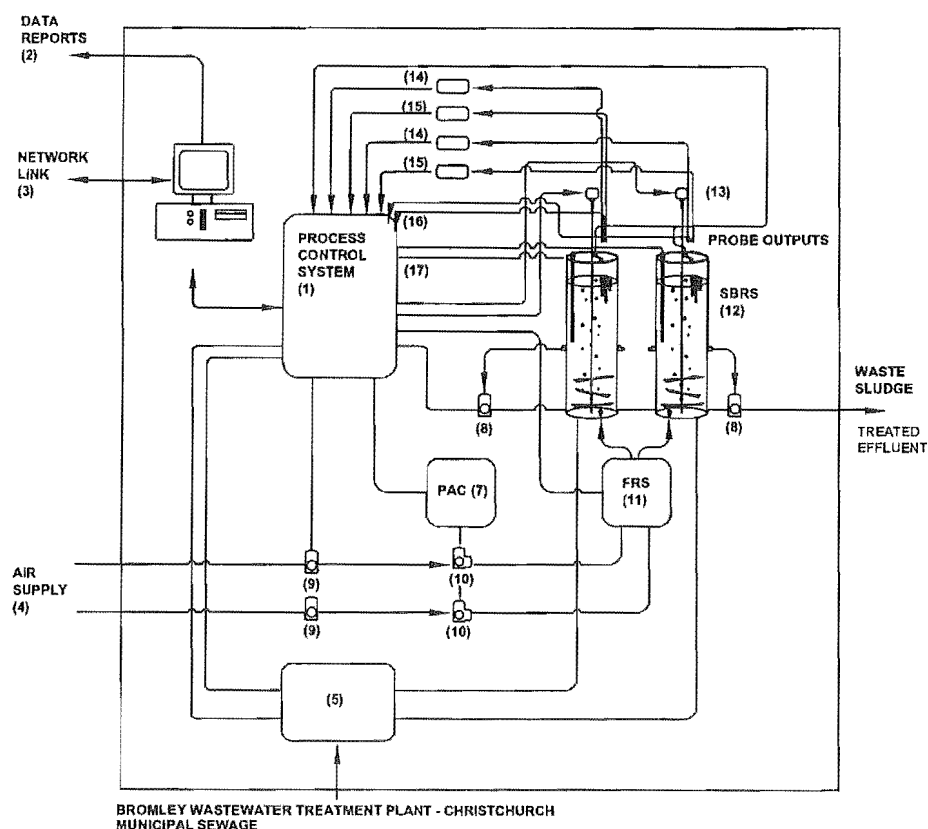 DATA
REPORTS
(2)
NETWORK
LINK
(3)
(14)
(15)
(14)
(15)
(13)
(16)
PROBE OUTPUTS
PROCESS
CONTROL
SYSTEM
(1)
(17)
SBRS
(12)
WASTE
SLUDGE
(8)
(8)
TREATED
EFFLUENT
PAC (7)
FRS
(11)
AIR
SUPPLY
(4)
(9)
(10)
(9)
(10)
(5)
BROMLEY WASTEWATER TREATMENT PLANT - CHRISTCHURCH
MUNICIPAL SEWAGE